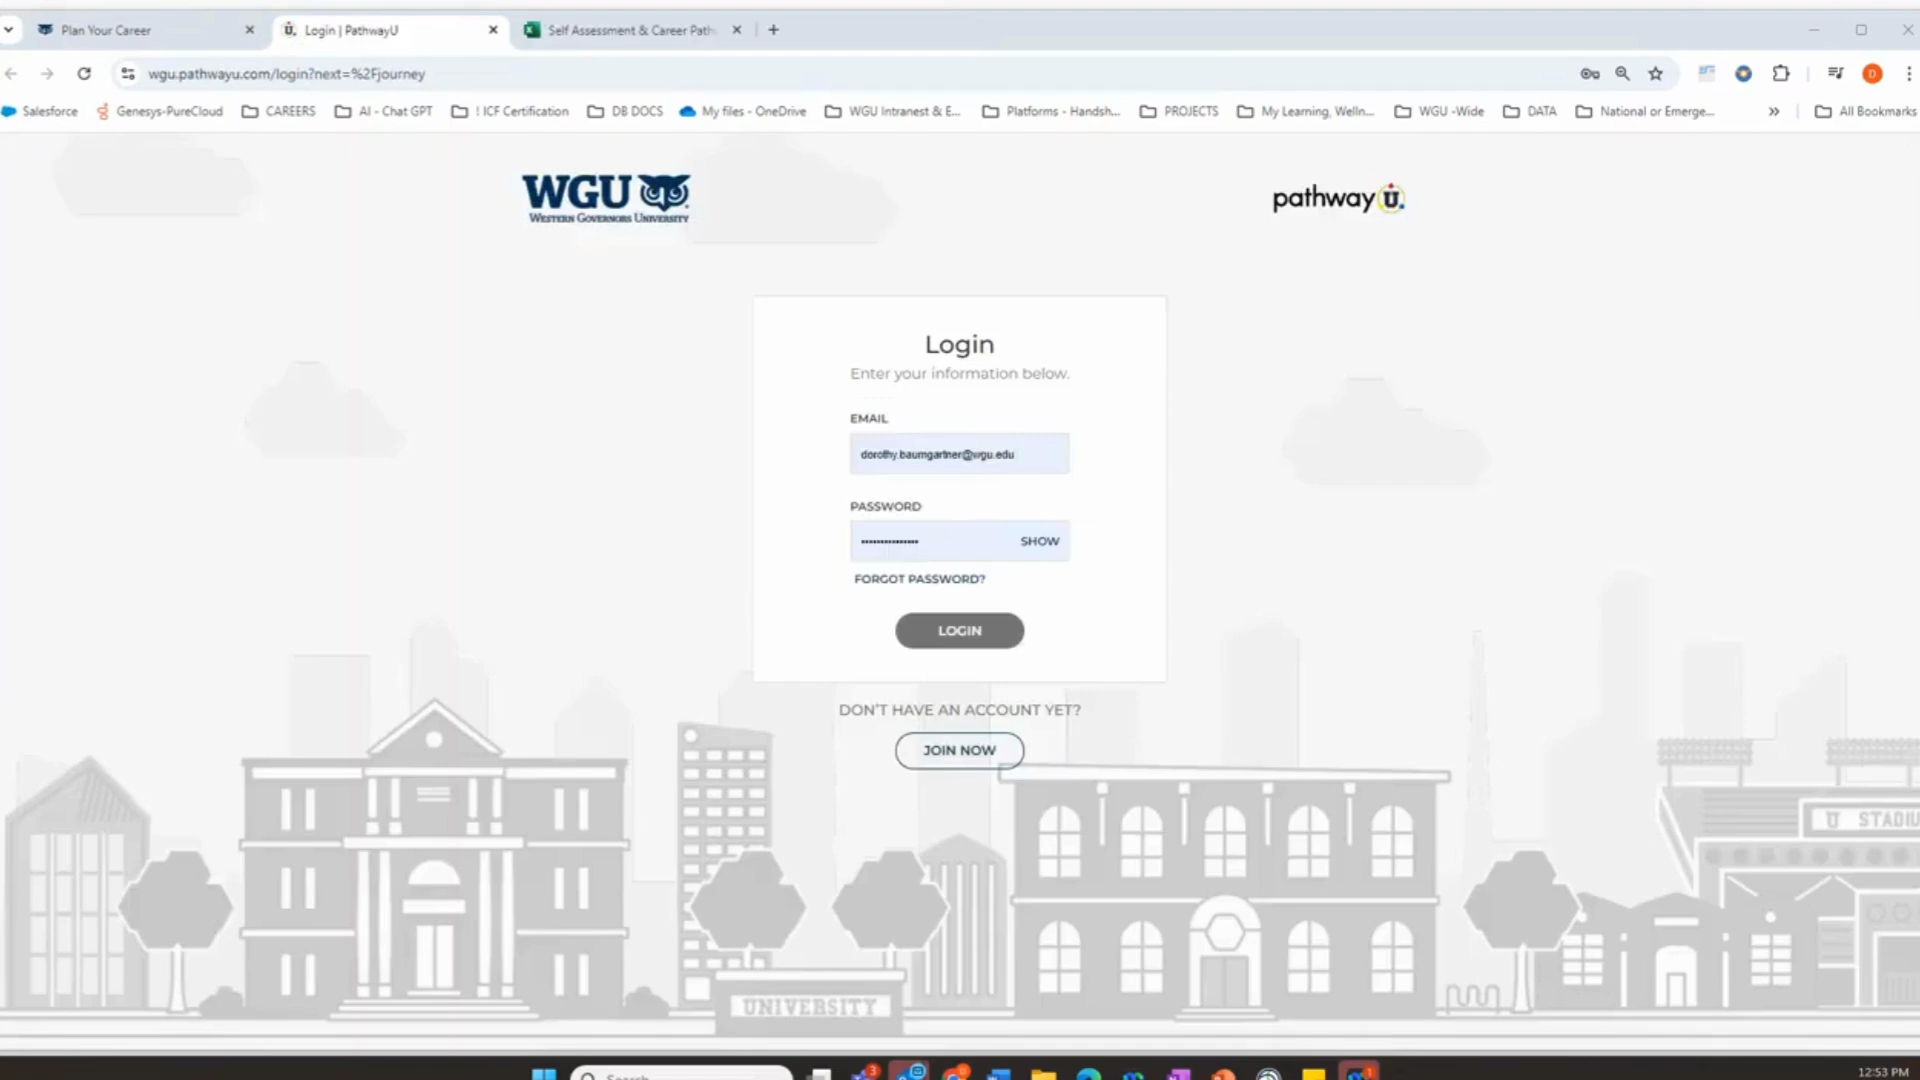 Plan Your Career
Login | PathwayU
Self Assessment & Career Path
wgu.pathwayu.com/login?next=%2Fjourney
Salesforce
Genesys-PureCloud
CAREERS
AI - Chat GPT
! ICF Certification
DB DOCS
My files - OneDrive
WGU Intranest & E...
Platforms - Handsh...
PROJECTS
My Learning, Welln...
WGU -Wide
DATA
National or Emerge...
All Bookmarks
WGU
WESTERN GOVERNORS UNIVERSITY
pathway U
Login
Enter your information below.
EMAIL
dorothy.baumgartner@wgu.edu
PASSWORD
SHOW
FORGOT PASSWORD?
LOGIN
DON'T HAVE AN ACCOUNT YET?
JOIN NOW
U STADIU
UNIVERSITY
Search
12:53 PM